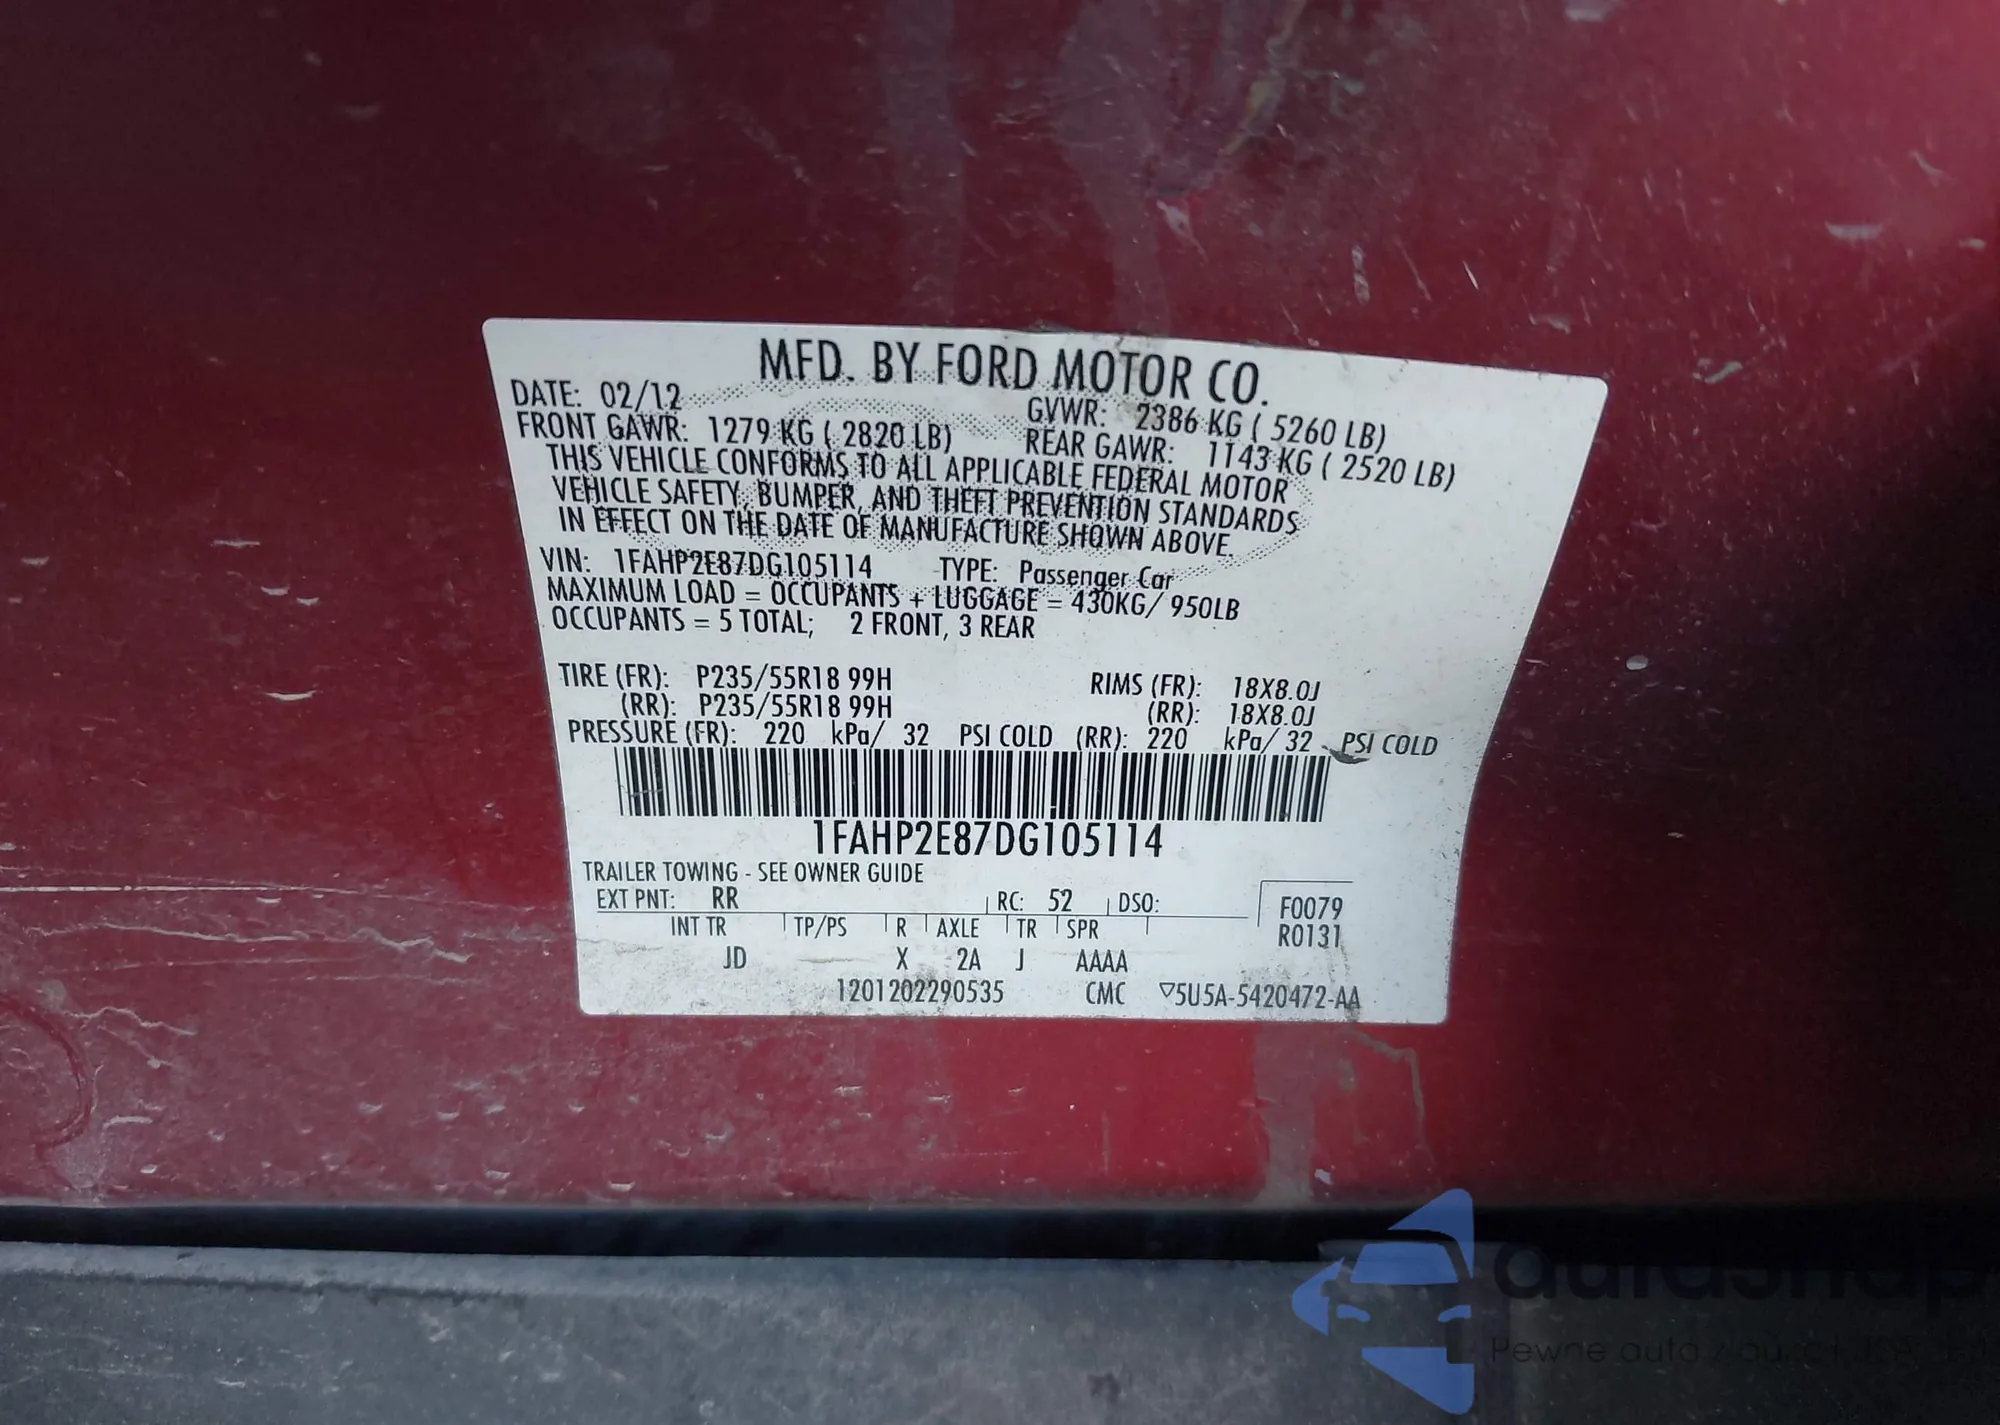 MFD. BY FORD MOTOR CO.
DATE: 02/12 GVWR: 2386 KG ( 5260 LB)
FRONT GAWR: 1279 KG ( 2820 LB) REAR GAWR: 1143 KG ( 2520 LB)
THIS VEHICLE CONFORMS TO ALL APPLICABLE FEDERAL MOTOR
VEHICLE SAFETY, BUMPER, AND THEFT PREVENTION STANDARDS
IN EFFECT ON THE DATE OF MANUFACTURE SHOWN ABOVE.
VIN: 1FAHP2E87DG105114 TYPE: Passenger Car
MAXIMUM LOAD = OCCUPANTS + LUGGAGE = 430KG/ 950LB
OCCUPANTS = 5 TOTAL; 2 FRONT, 3 REAR
TIRE (FR): P235/55R18 99H RIMS (FR): 18X8.0J
(RR): P235/55R18 99H (RR): 18X8.0J
PRESSURE (FR): 220 kPa/ 32 PSI COLD (RR): 220 kPa/ 32 PSI COLD
1FAHP2E87DG105114
TRAILER TOWING - SEE OWNER GUIDE
EXT PNT: RR RC: 52 DSO: F0079
INT TR TP/PS R AXLE TR SPR R0131
JD X 2A J AAAA
1201202290535 CMC ▽5U5A-5420472-AA
Pewne auto